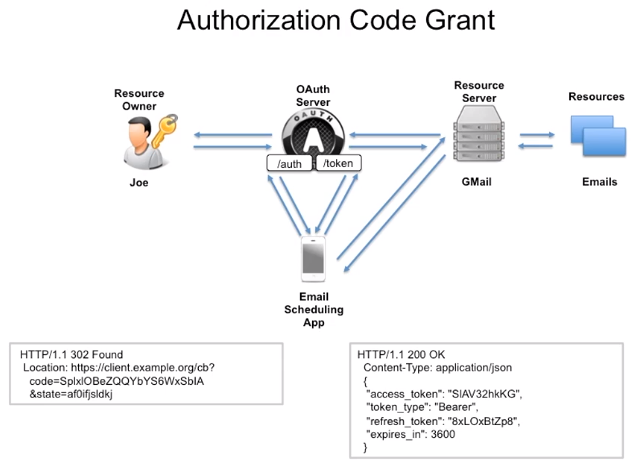 Authorization Code Grant
Resource
Owner
OAuth
Server
Resource
Server
Resources
OAUTH
A
/auth
/token
Joe
GMail
Emails
Email
Scheduling
App
HTTP/1.1 302 Found
Location: https://client.example.org/cb?
code=SplxlOBeZQQYbYS6WxSbIA
&state=af0ifjsldkj
HTTP/1.1 200 OK
Content-Type: application/json
{
"access_token": "SlAV32hkKG",
"token_type": "Bearer",
"refresh_token": "8xLOxBtZp8",
"expires_in": 3600
}